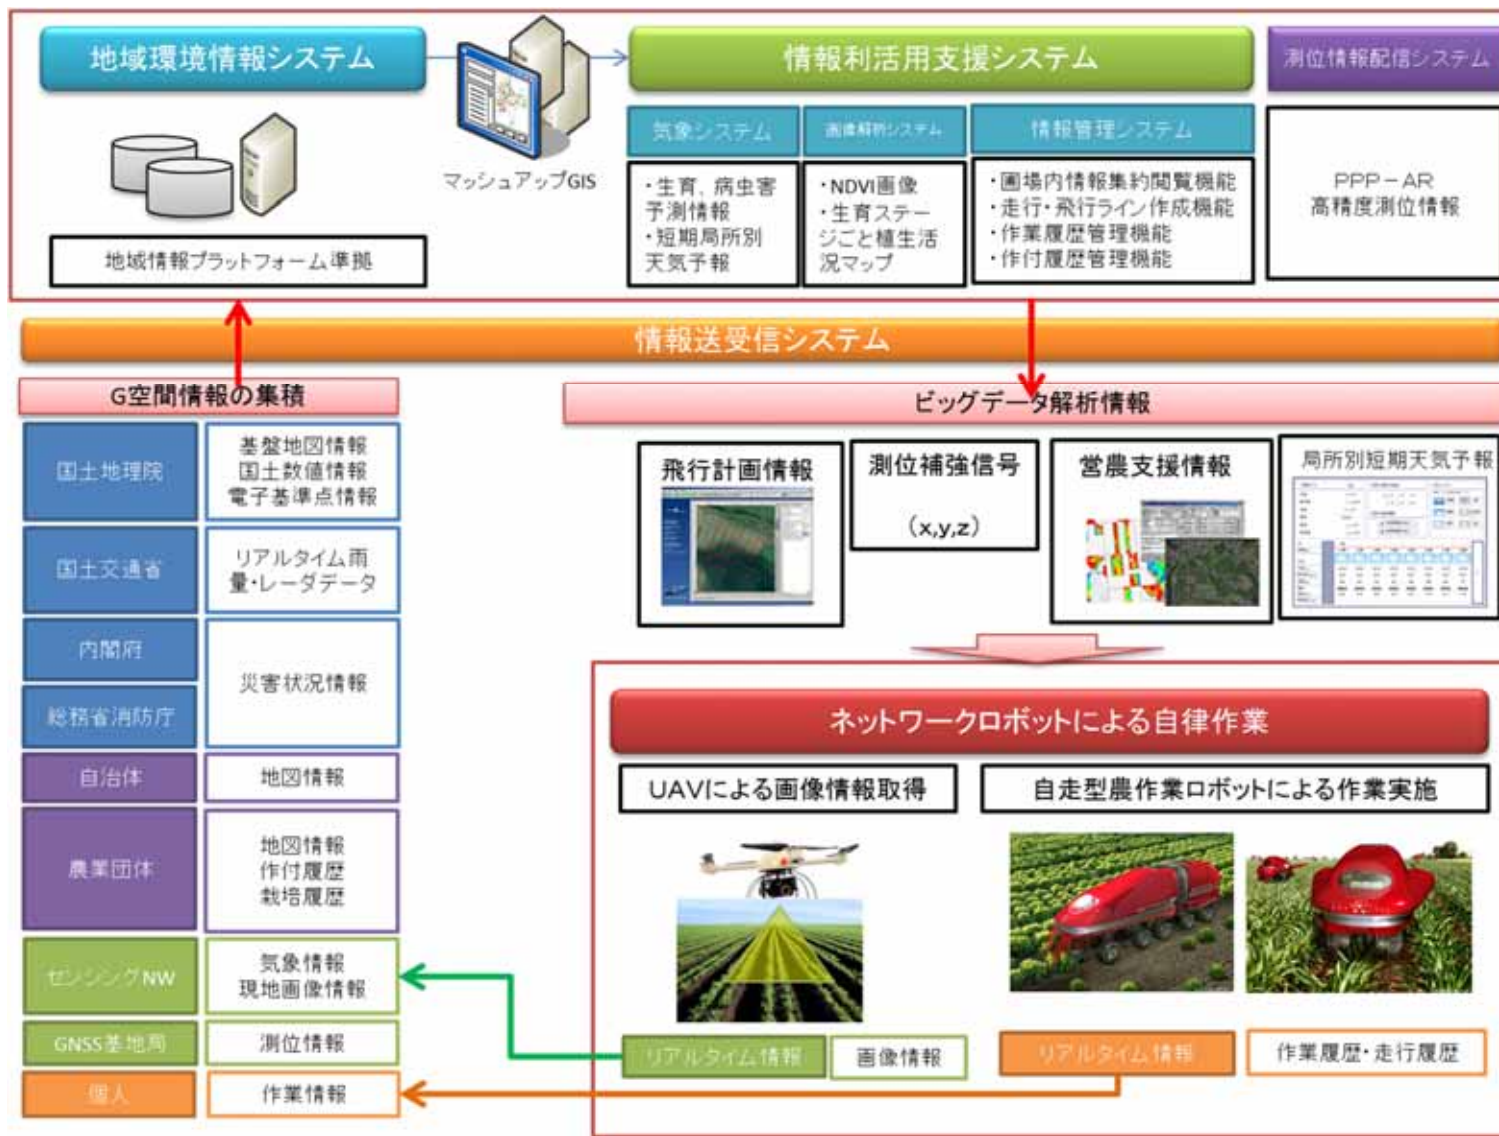 地域環境情報システム
マッシュアップGIS
地域情報プラットフォーム準拠
情報利活用支援システム
気象システム
・生育、病虫害
予測情報
・短期局所別
天気予報
画像解析システム
・NDVI画像
・生育ステー
ジごと植生活
況マップ
情報管理システム
・圃場内情報集約閲覧機能
・走行・飛行ライン作成機能
・作業履歴管理機能
・作付履歴管理機能
測位情報配信システム
PPP-AR
高精度測位情報
情報送受信システム
G空間情報の集積
国土地理院
基盤地図情報
国土数値情報
電子基準点情報
国土交通省
リアルタイム雨
量・レーダデータ
内閣府
総務省消防庁
災害状況情報
自治体
地図情報
農業団体
地図情報
作付履歴
栽培履歴
センシングNW
気象情報
現地画像情報
GNSS基地局
測位情報
個人
作業情報
ビッグデータ解析情報
飛行計画情報
測位補強信号
(x,y,z)
営農支援情報
局所別短期天気予報
ネットワークロボットによる自律作業
UAVによる画像情報取得
リアルタイム情報
画像情報
自走型農作業ロボットによる作業実施
リアルタイム情報
作業履歴・走行履歴